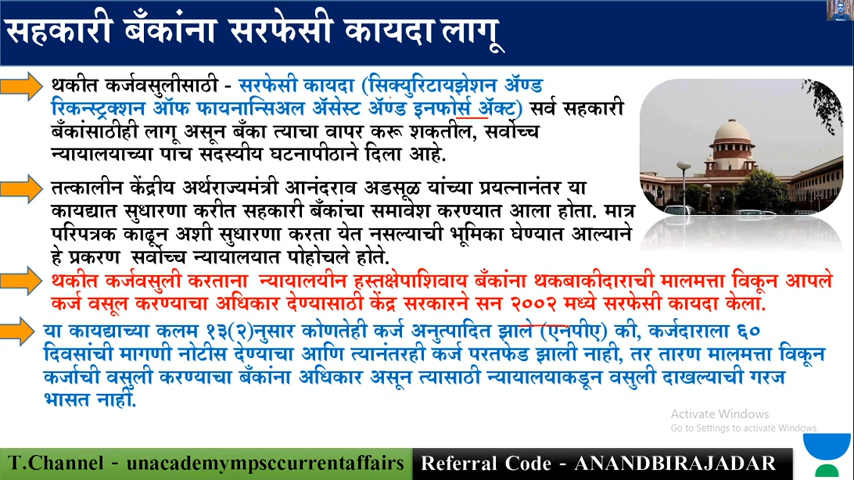 सहकारी बँकांना सरफेसी कायदा लागू
थकीत कर्जवसुलीसाठी - सरफेसी कायदा (सिक्युरिटायझेशन ॲण्ड
रिकन्स्ट्रक्शन ऑफ फायनान्सिअल ॲसेस्ट ॲण्ड इनफोर्स ॲक्ट) सर्व सहकारी
बँकांसाठीही लागू असून बँका त्याचा वापर करू शकतील, सर्वोच्च
न्यायालयाच्या पाच सदस्यीय घटनापीठाने दिला आहे.
तत्कालीन केंद्रीय अर्थराज्यमंत्री आनंदराव अडसूळ यांच्या प्रयत्नानंतर या
कायद्यात सुधारणा करीत सहकारी बँकांचा समावेश करण्यात आला होता. मात्र
परिपत्रक काढून अशी सुधारणा करता येत नसल्याची भूमिका घेण्यात आल्याने
हे प्रकरण सर्वोच्च न्यायालयात पोहोचले होते.
थकीत कर्जवसुली करताना न्यायालयीन हस्तक्षेपाशिवाय बँकांना थकबाकीदाराची मालमत्ता विकून आपले
कर्ज वसूल करण्याचा अधिकार देण्यासाठी केंद्र सरकारने सन २००२ मध्ये सरफेसी कायदा केला.
या कायद्याच्या कलम १३(२)नुसार कोणतेही कर्ज अनुत्पादित झाले (एनपीए) की, कर्जदाराला ६०
दिवसांची मागणी नोटीस देण्याचा आणि त्यानंतरही कर्ज परतफेड झाली नाही, तर तारण मालमत्ता विकून
कर्जाची वसुली करण्याचा बँकांना अधिकार असून त्यासाठी न्यायालयाकडून वसुली दाखल्याची गरज
भासत नाही.
Activate Windows
Go to Settings to activate Windows.
T.Channel - unacademympsccurrentaffairs
Referral Code - ANANDBIRAJADAR